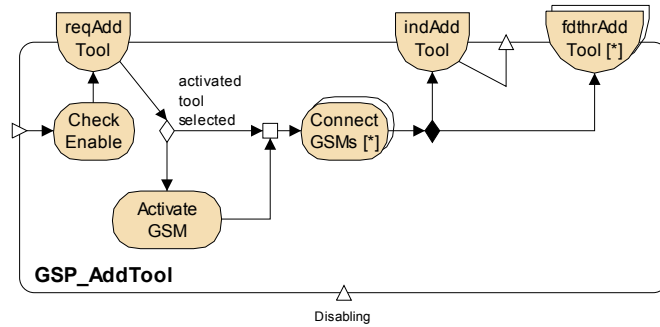 reqAdd
Tool
indAdd
Tool
fdthrAdd
Tool [*]
activated
tool
selected
Check
Enable
Connect
GSMs [*]
Activate
GSM
GSP_AddTool
Disabling